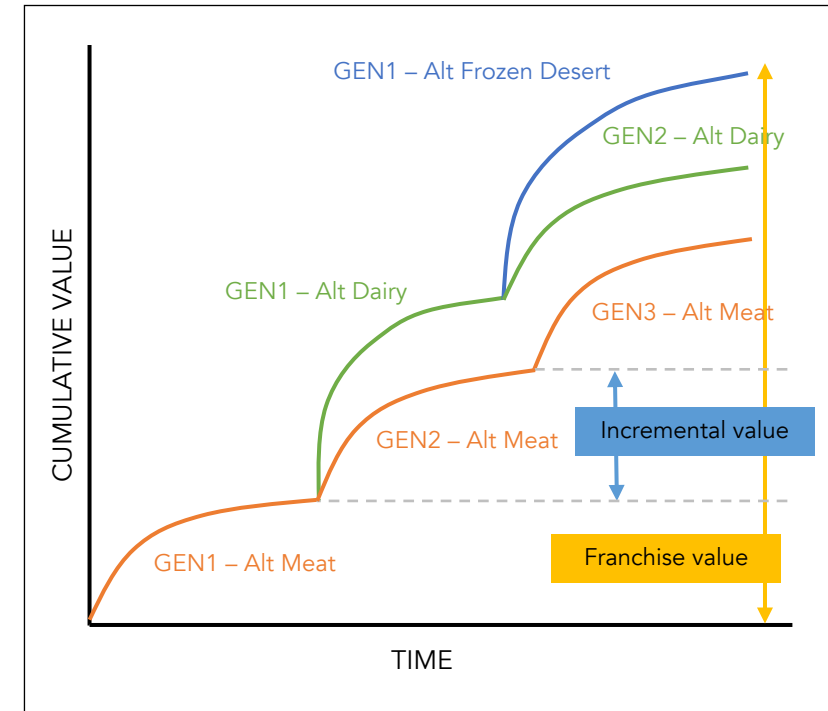 GEN1 – Alt Frozen Desert
GEN2 – Alt Dairy
GEN1 – Alt Dairy
GEN3 – Alt Meat
GEN2 – Alt Meat
Incremental value
GEN1 – Alt Meat
Franchise value
CUMULATIVE VALUE
TIME